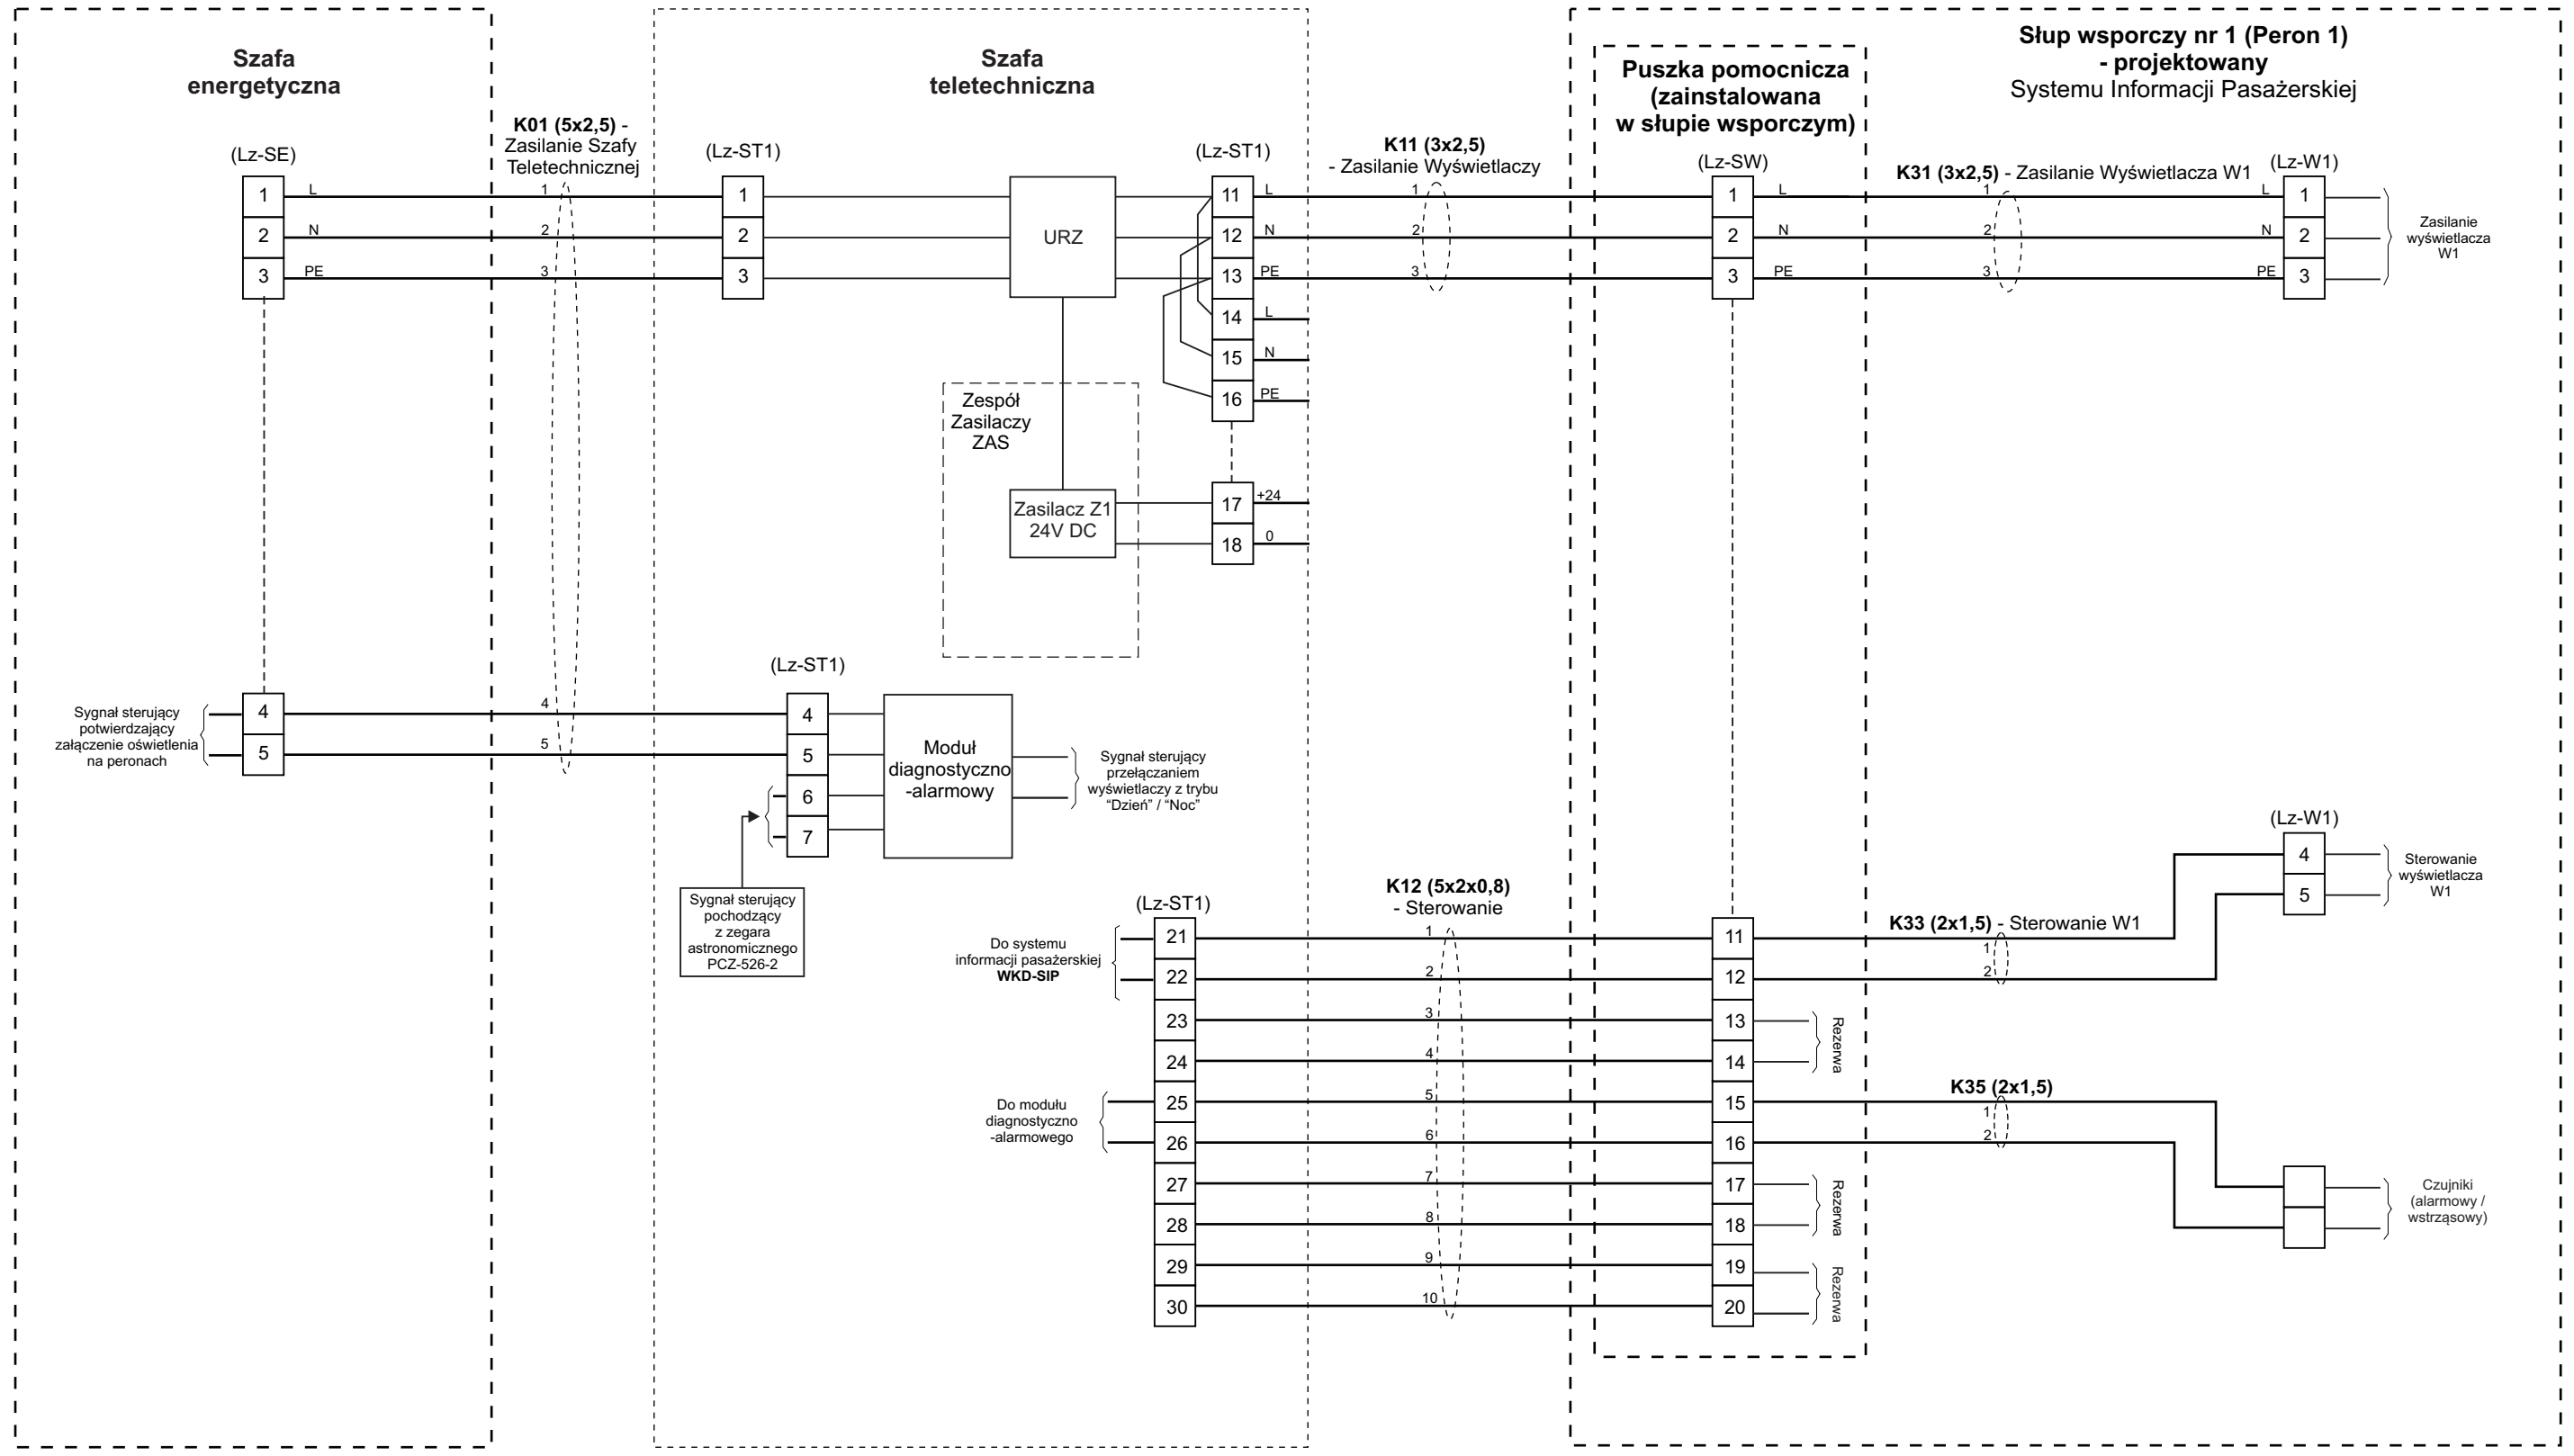 Szafa
energetyczna
Szafa
teletechniczna
Słup wsporczy nr 1 (Peron 1)
- projektowany
Systemu Informacji Pasażerskiej
Puszka pomocnicza
(zainstalowana
w słupie wsporczym)
K01 (5x2,5) -
Zasilanie Szafy
Teletechnicznej
K11 (3x2,5)
- Zasilanie Wyświetlaczy
K31 (3x2,5) - Zasilanie Wyświetlacza W1
(Lz-SE)
(Lz-ST1)
(Lz-ST1)
(Lz-SW)
(Lz-W1)
1 L 1 1 11 L 1 1 L 1 L 1
2 N 2 2 URZ 12 N 2 2 N 2 N 2
3 PE 3 3 13 PE 3 3 PE 3 PE 3
Zasilanie
wyświetlacza
W1
14 L
15 N
16 PE
Zespół
Zasilaczy
ZAS
Zasilacz Z1
24V DC
17 +24
18 0
(Lz-ST1)
Sygnał sterujący
potwierdzający
załączenie oświetlenia
na peronach
4 4 4
5 5 5
6
7
Moduł
diagnostyczno
-alarmowy
Sygnał sterujący
przełączaniem
wyświetlaczy z trybu
“Dzień” / “Noc”
Sygnał sterujący
pochodzący
z zegara
astronomicznego
PCZ-526-2
(Lz-W1)
4
5
Sterowanie
wyświetlacza
W1
K12 (5x2x0,8)
- Sterowanie
(Lz-ST1)
K33 (2x1,5) - Sterowanie W1
Do systemu
informacji pasażerskiej
WKD-SIP
21 1 11 1
22 2 12 2
23 3 13
24 4 14
Rezerwa
K35 (2x1,5)
Do modułu
diagnostyczno
-alarmowego
25 5 15 1
26 6 16 2
27 7 17
28 8 18
Rezerwa
29 9 19
30 10 20
Rezerwa
Czujniki
(alarmowy /
wstrząsowy)